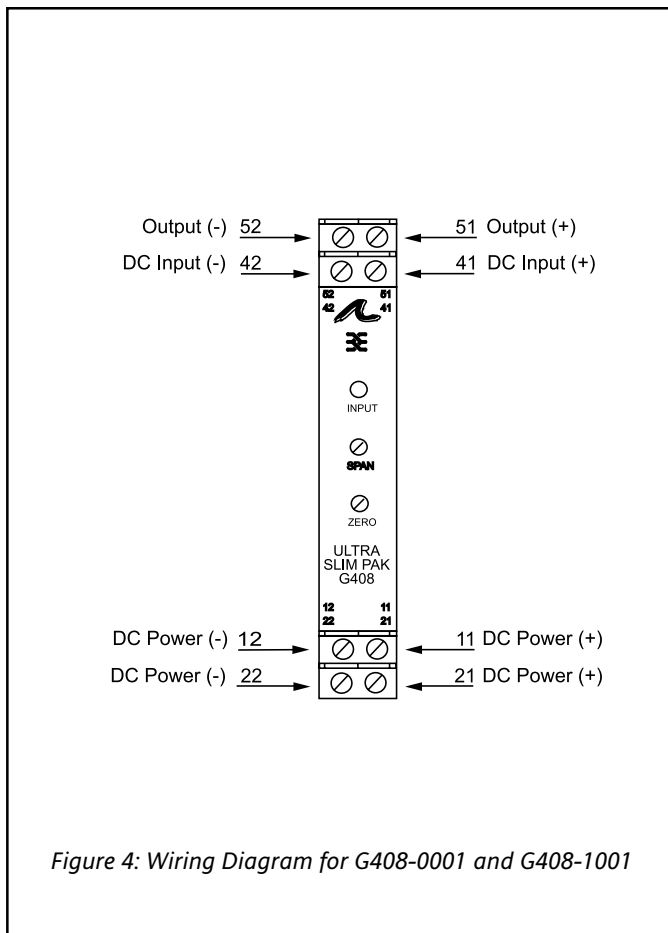 Output (-) 52 51 Output (+)
DC Input (-) 42 41 DC Input (+)
52 51
42 41
INPUT
SPAN
ZERO
ULTRA
SLIM PAK
G408
12 11
22 21
DC Power (-) 12 11 DC Power (+)
DC Power (-) 22 21 DC Power (+)
Figure 4: Wiring Diagram for G408-0001 and G408-1001